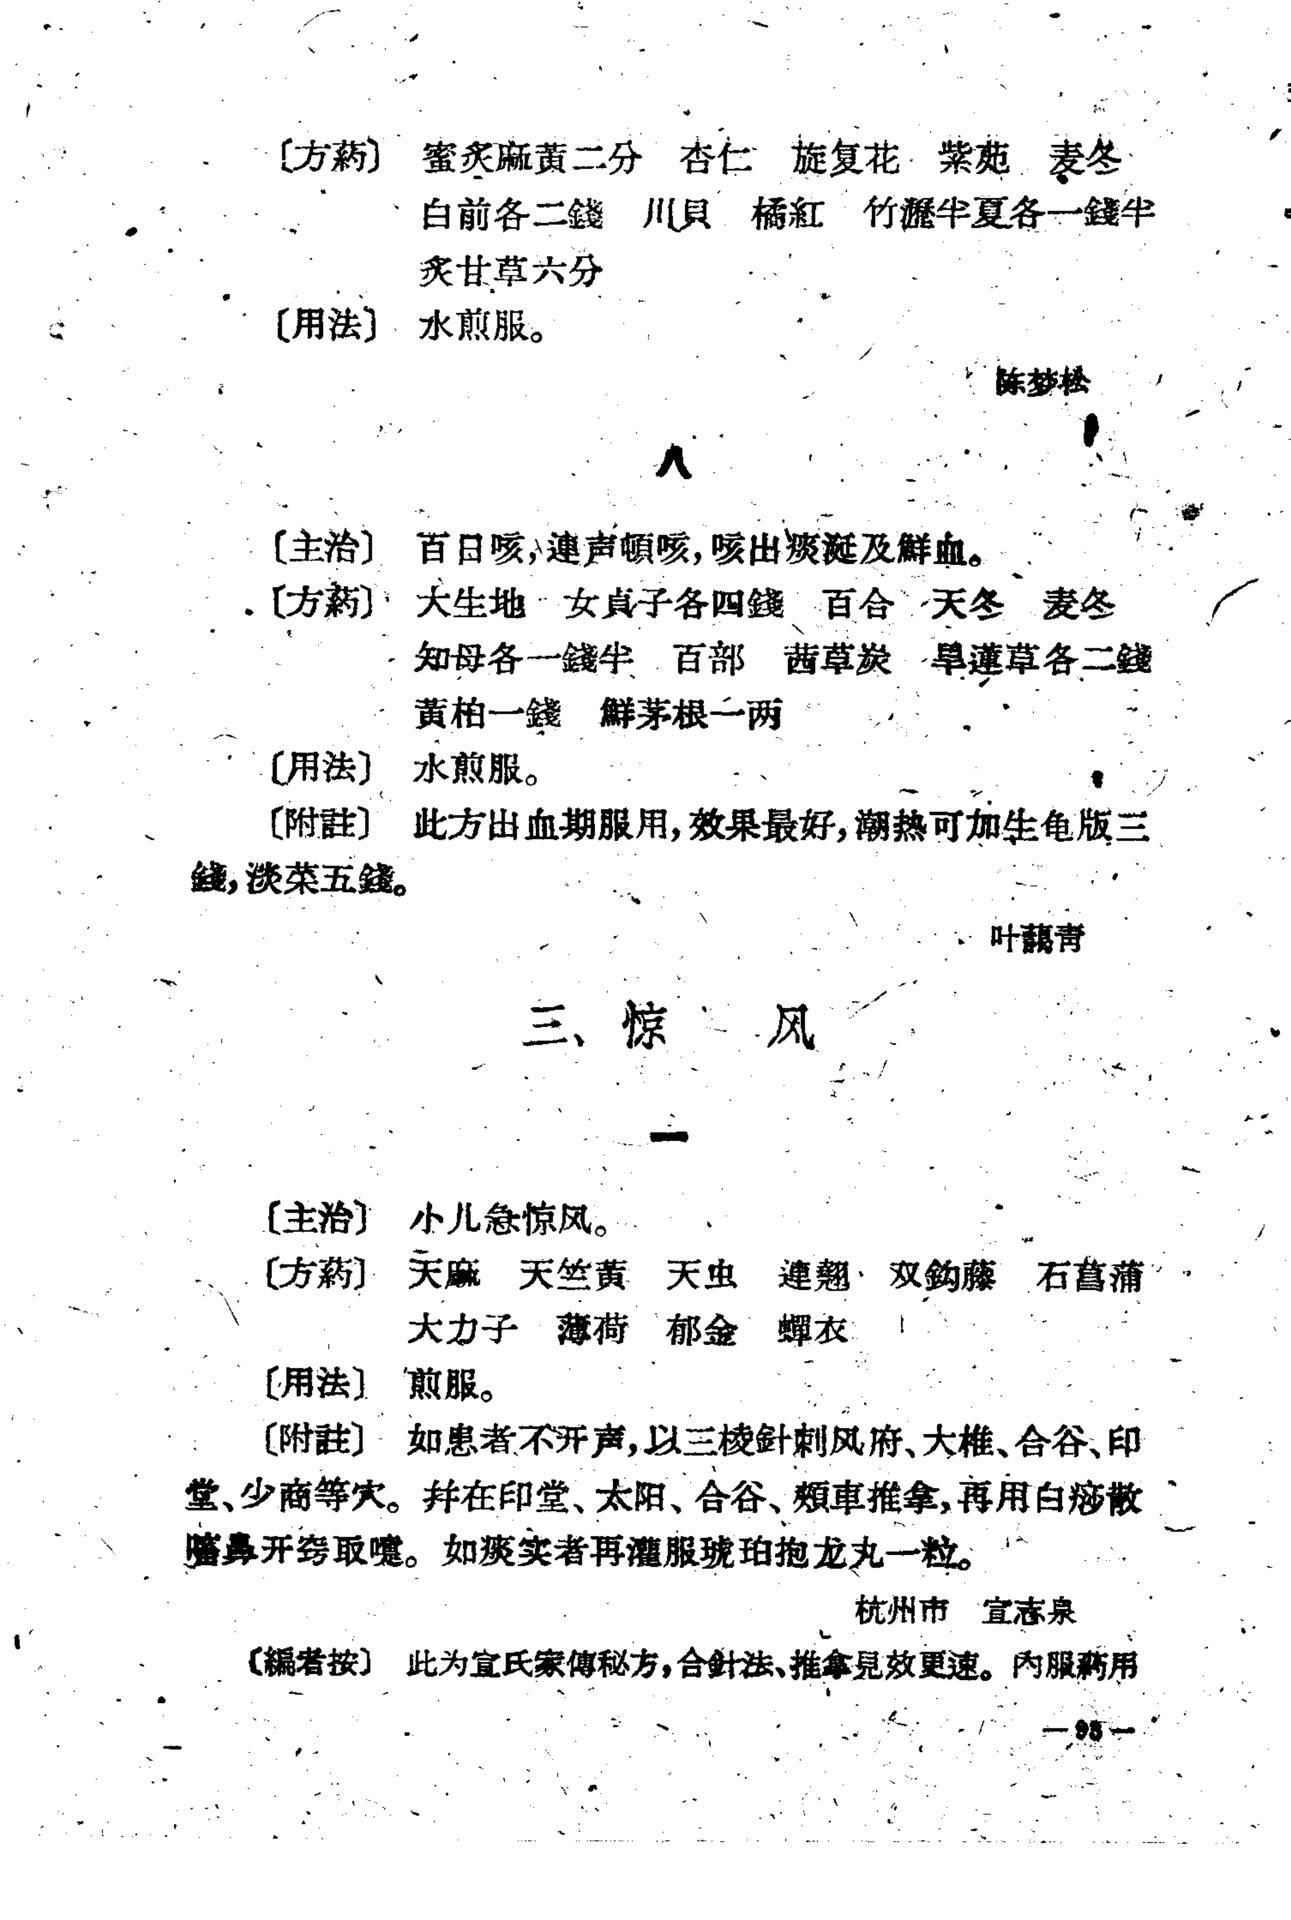 〔方葯〕 蜜炙麻黃二分 杏仁 旋复花 紫苑 麦冬
白前各二錢 川貝 橘紅 竹瀝半夏各一錢半
炙甘草六分
〔用法〕 水煎服。
陈梦松
八
〔主治〕 百日咳，連声頓咳，咳出痰涎及鮮血。
〔方葯〕 大生地 女貞子各四錢 百合 天冬 麦冬
知母各一錢半 百部 茜草炭 旱蓮草各二錢
黃柏一錢 鮮茅根一两
〔用法〕 水煎服。
〔附註〕 此方出血期服用，效果最好，潮热可加生龟版三
錢，淡菜五錢。
叶藹青
三、惊 风
一
〔主治〕 小儿急惊风。
〔方葯〕 天麻 天竺黃 天虫 連翹 双鈎藤 石菖蒲
大力子 薄荷 郁金 蟬衣
〔用法〕 煎服。
〔附註〕 如患者不开声，以三棱針刺风府、大椎、合谷、印
堂、少商等穴。幷在印堂、太阳、合谷、頰車推拿，再用白痧散
嗃鼻开窍取嚏。如痰实者再灌服琥珀抱龙丸一粒。
杭州市 宣志泉
〔編者按〕 此为宣氏家傳秘方，合針法、推拿見效更速。內服葯用
—93—